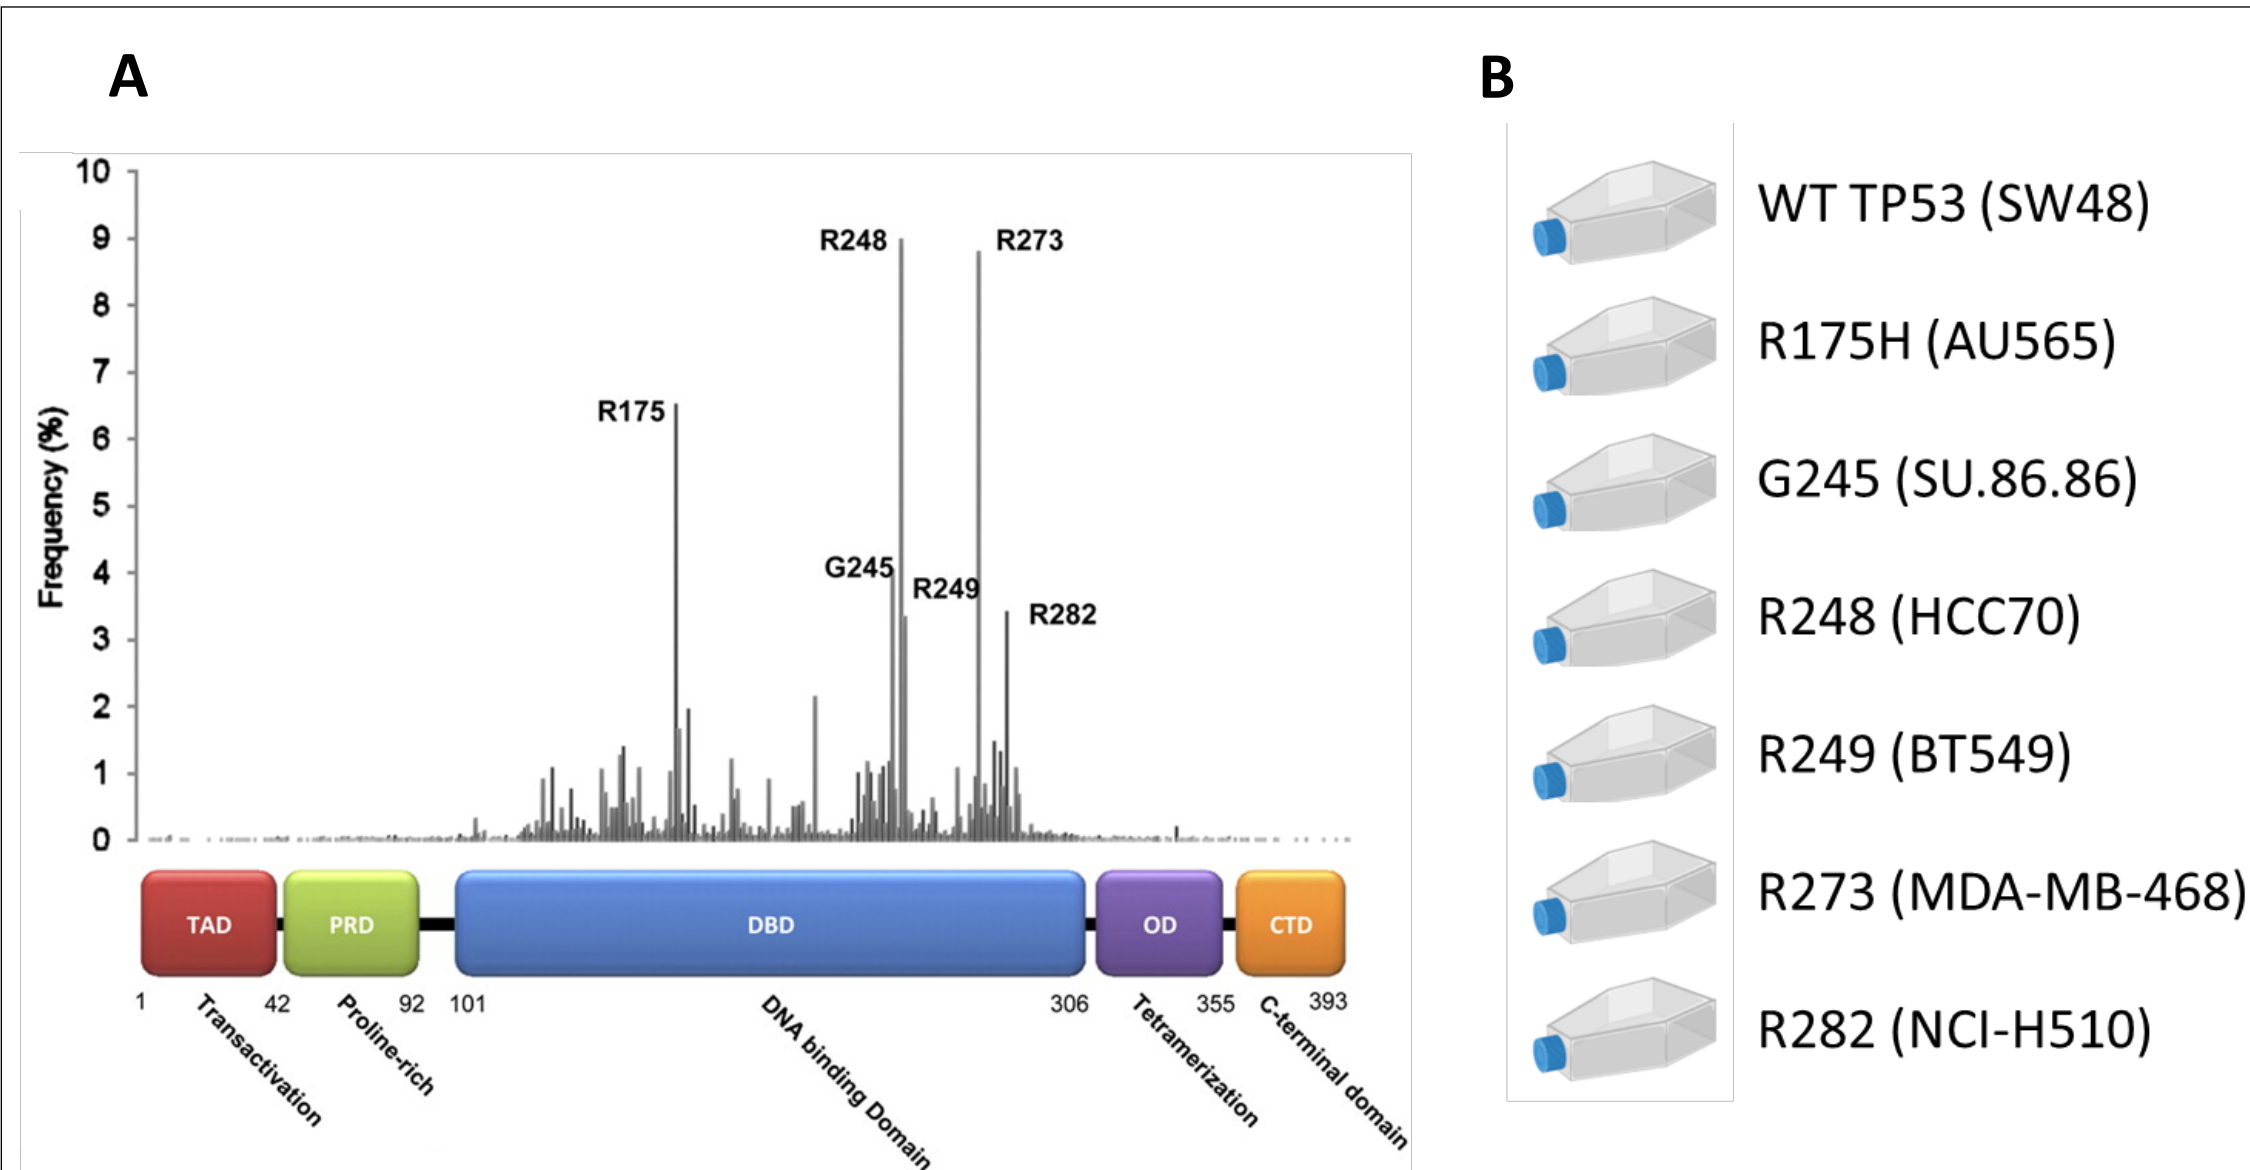 A
B
10
9
8
7
6
5
4
3
2
1
0
Frequency (%)
R248
R273
R175
G245
R249
R282
TAD
PRD
DBD
OD
CTD
1
42
92
101
306
355
393
Transactivation
Proline-rich
DNA binding Domain
Tetramerization
C-terminal domain
WT TP53 (SW48)
R175H (AU565)
G245 (SU.86.86)
R248 (HCC70)
R249 (BT549)
R273 (MDA-MB-468)
R282 (NCI-H510)